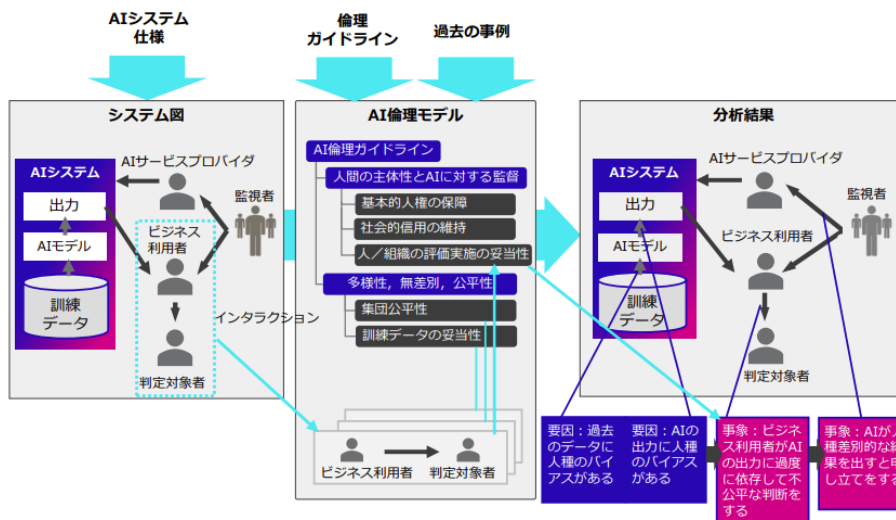 AIシステム
仕様
倫理
ガイドライン
過去の事例
システム図
AIシステム
出力
AIモデル
訓練
データ
AIサービスプロバイダ
監視者
ビジネス
利用者
判定対象者
インタラクション
AI倫理モデル
AI倫理ガイドライン
人間の主体性とAIに対する監督
基本的人権の保障
社会的信用の維持
人／組織の評価実施の妥当性
多様性，無差別，公平性
集団公平性
訓練データの妥当性
ビジネス利用者
判定対象者
分析結果
AIシステム
出力
AIモデル
訓練
データ
AIサービスプロバイダ
監視者
ビジネス利用者
判定対象者
要因：過去
のデータに
人種のバイ
アスがある
要因：AIの
出力に人種
のバイアス
がある
事象：ビジネ
ス利用者がAI
の出力に過度
に依存して不
公平な判断を
する
事象：AIが
種差別的な
果を出すと
し立てをする